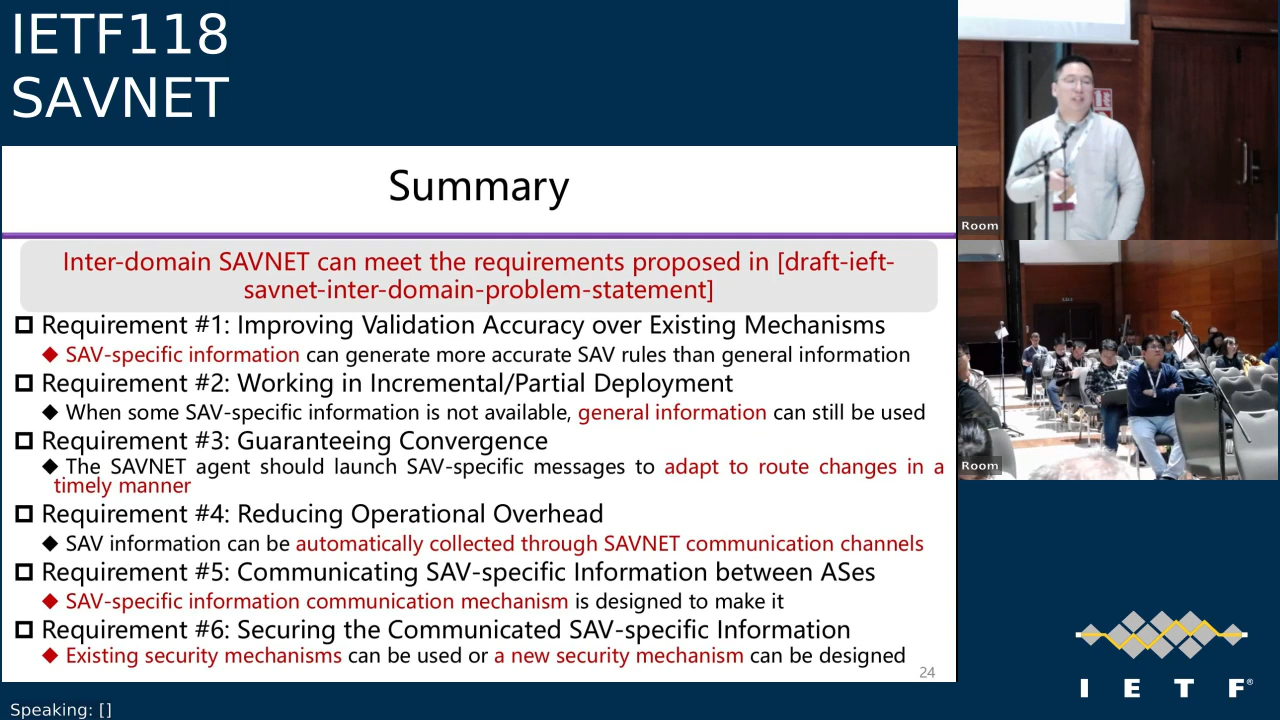 IETF118
SAVNET
Summary
Inter-domain SAVNET can meet the requirements proposed in [draft-ieft-
savnet-inter-domain-problem-statement]
Requirement #1: Improving Validation Accuracy over Existing Mechanisms
SAV-specific information can generate more accurate SAV rules than general information
Requirement #2: Working in Incremental/Partial Deployment
When some SAV-specific information is not available, general information can still be used
Requirement #3: Guaranteeing Convergence
The SAVNET agent should launch SAV-specific messages to adapt to route changes in a
timely manner
Requirement #4: Reducing Operational Overhead
SAV information can be automatically collected through SAVNET communication channels
Requirement #5: Communicating SAV-specific Information between ASes
SAV-specific information communication mechanism is designed to make it
Requirement #6: Securing the Communicated SAV-specific Information
Existing security mechanisms can be used or a new security mechanism can be designed
24
Room
Room
I E T F®
Speaking: []